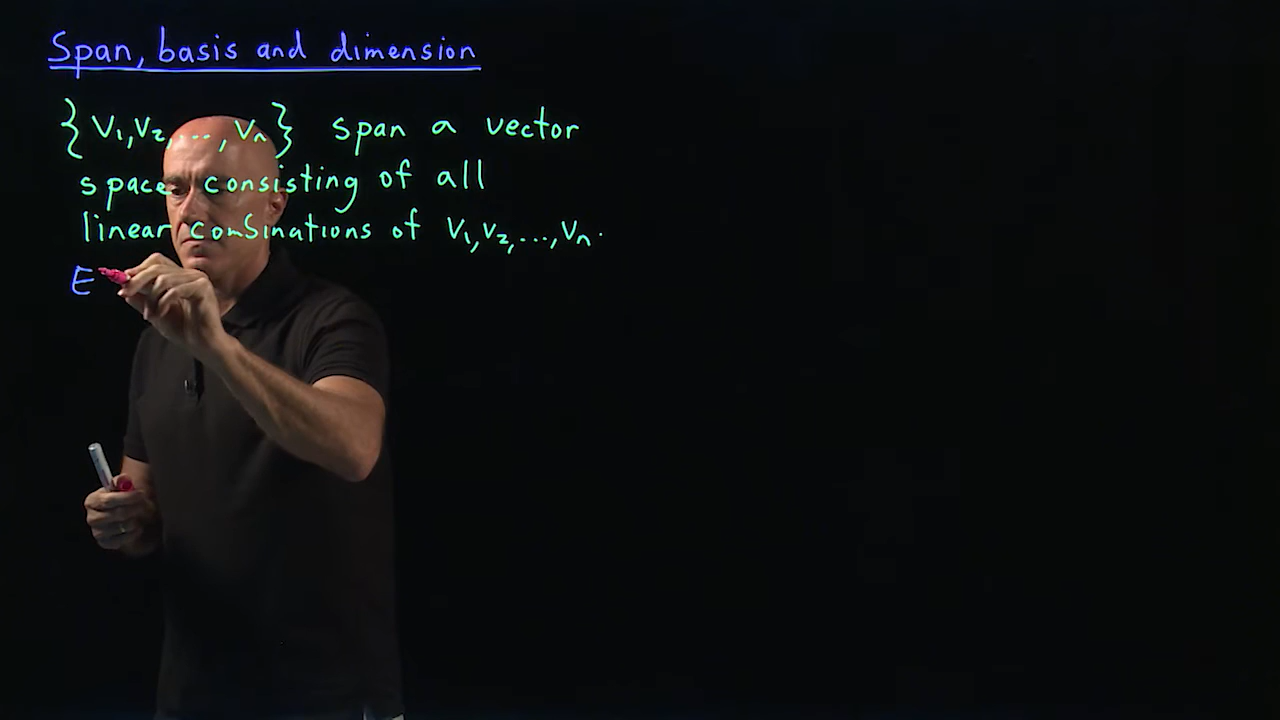 Span, basis and dimension
{v₁,v₂,...,vₙ} span a vector
space consisting of all
linear combinations of v₁,v₂,...,vₙ.
E